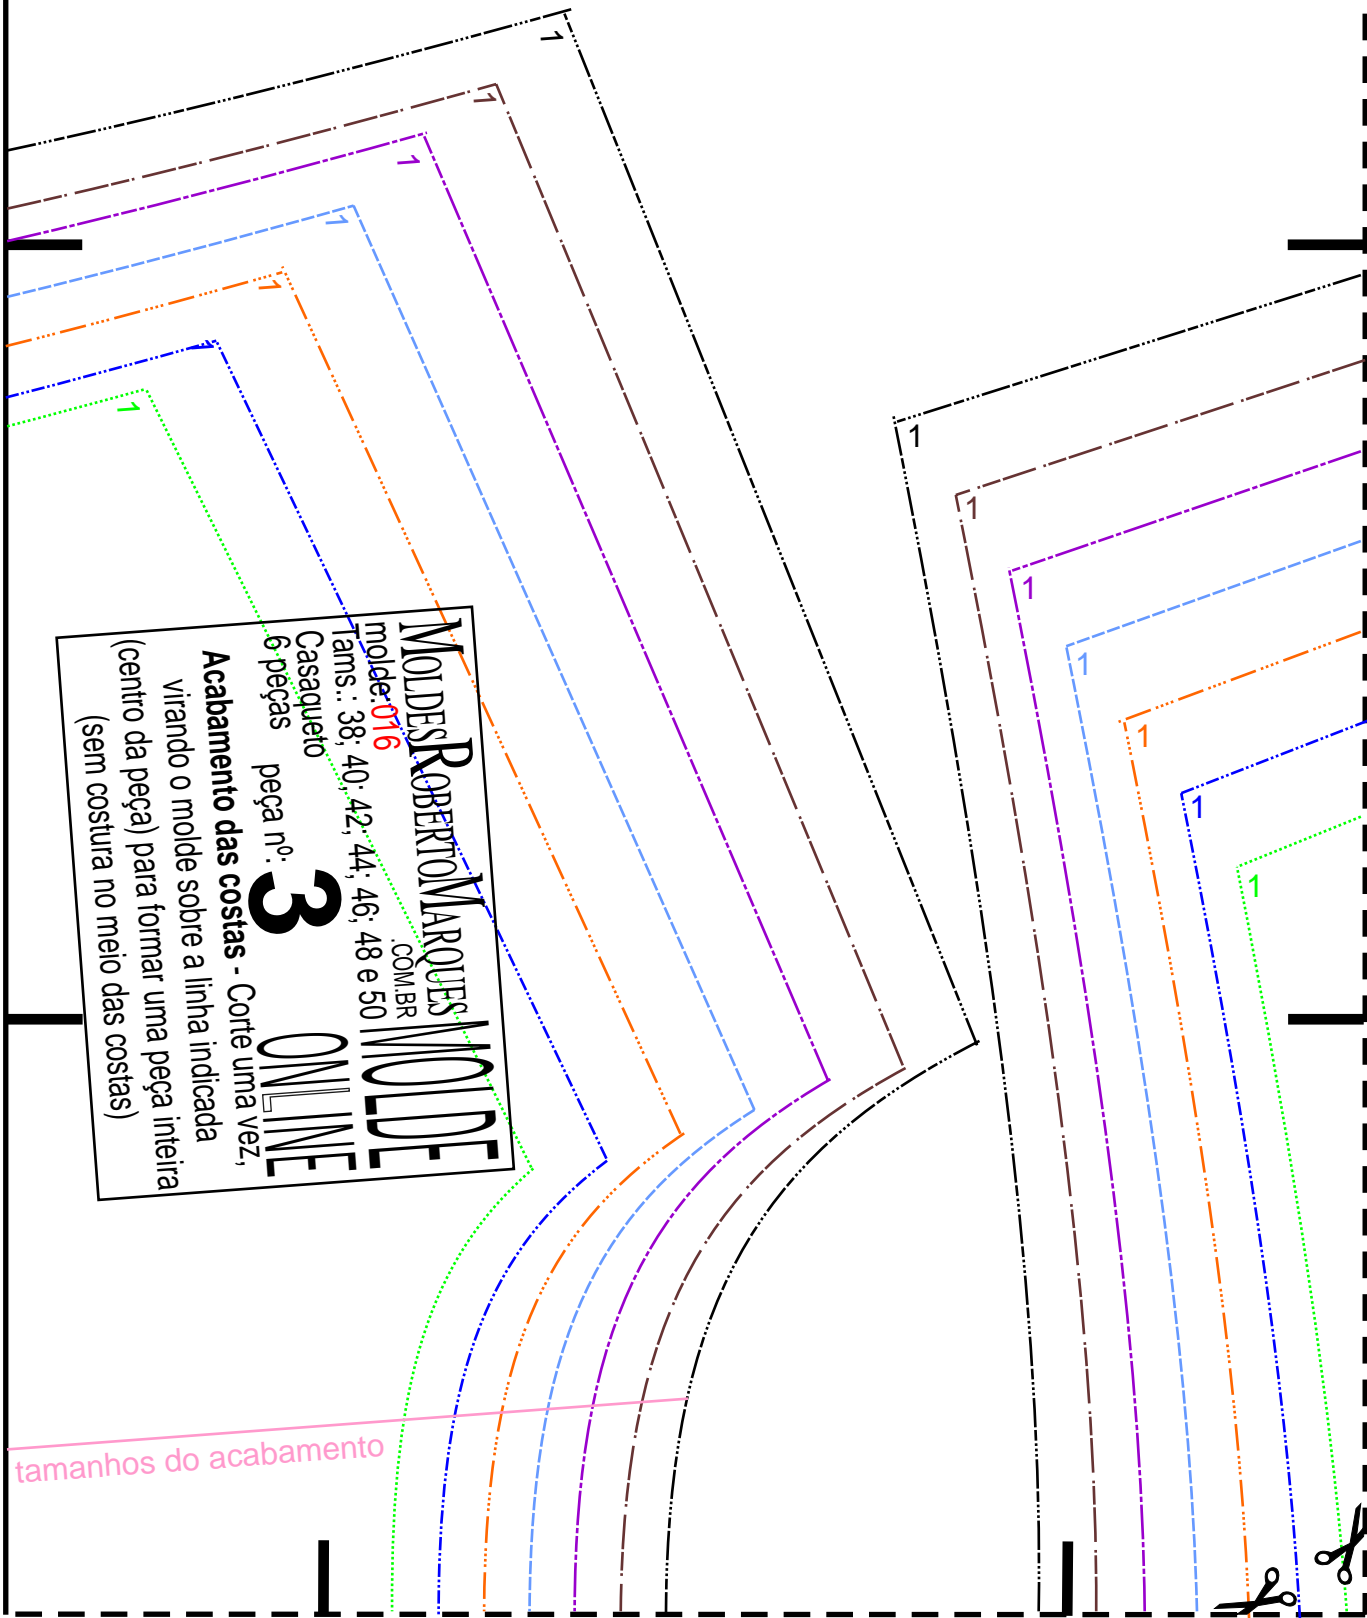 1
1
1
1
1
1
1
1
1
1
1
1
1
1
MOLDESROBERTOMARQUES
.COM.BR
MOLDE
ONLINE
molde:016
Tams.: 38; 40; 42; 44; 46; 48 e 50
Casaqueto
6 peças
peça nº: 3
Acabamento das costas - Corte uma vez,
virando o molde sobre a linha indicada
(centro da peça) para formar uma peça inteira
(sem costura no meio das costas)
tamanhos do acabamento